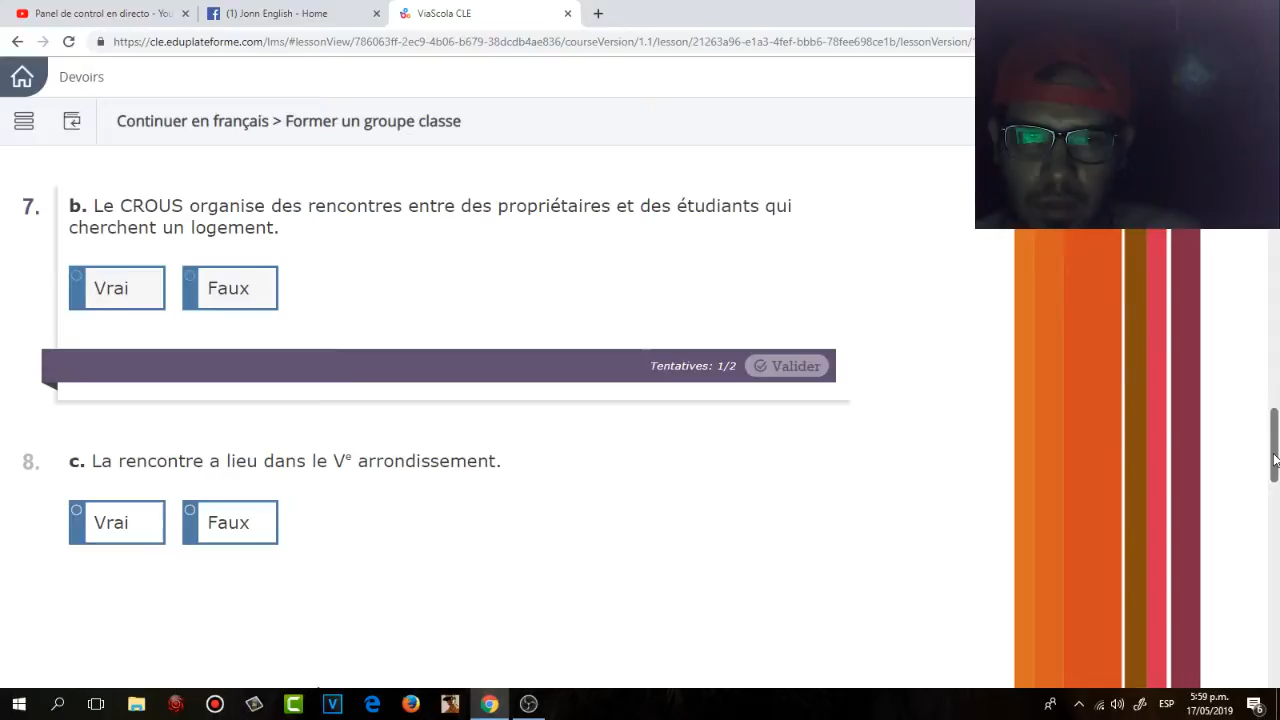 Panel de control en directo - You
(1) Jonn English - Home
ViaScola CLE
https://cle.eduplateforme.com/lms/#lessonView/786063ff-2ec9-4b06-b679-38dcdb4ae836/courseVersion/1.1/lesson/21263a96-e1a3-4fef-bbb6-78fee698ce1b/lessonVersion/1
Devoirs
Continuer en français > Former un groupe classe
7. b. Le CROUS organise des rencontres entre des propriétaires et des étudiants qui
cherchent un logement.
Vrai Faux
Tentatives: 1/2 Valider
8. c. La rencontre a lieu dans le Ve arrondissement.
Vrai Faux
ESP
5:59 p.m.
17/05/2019
6